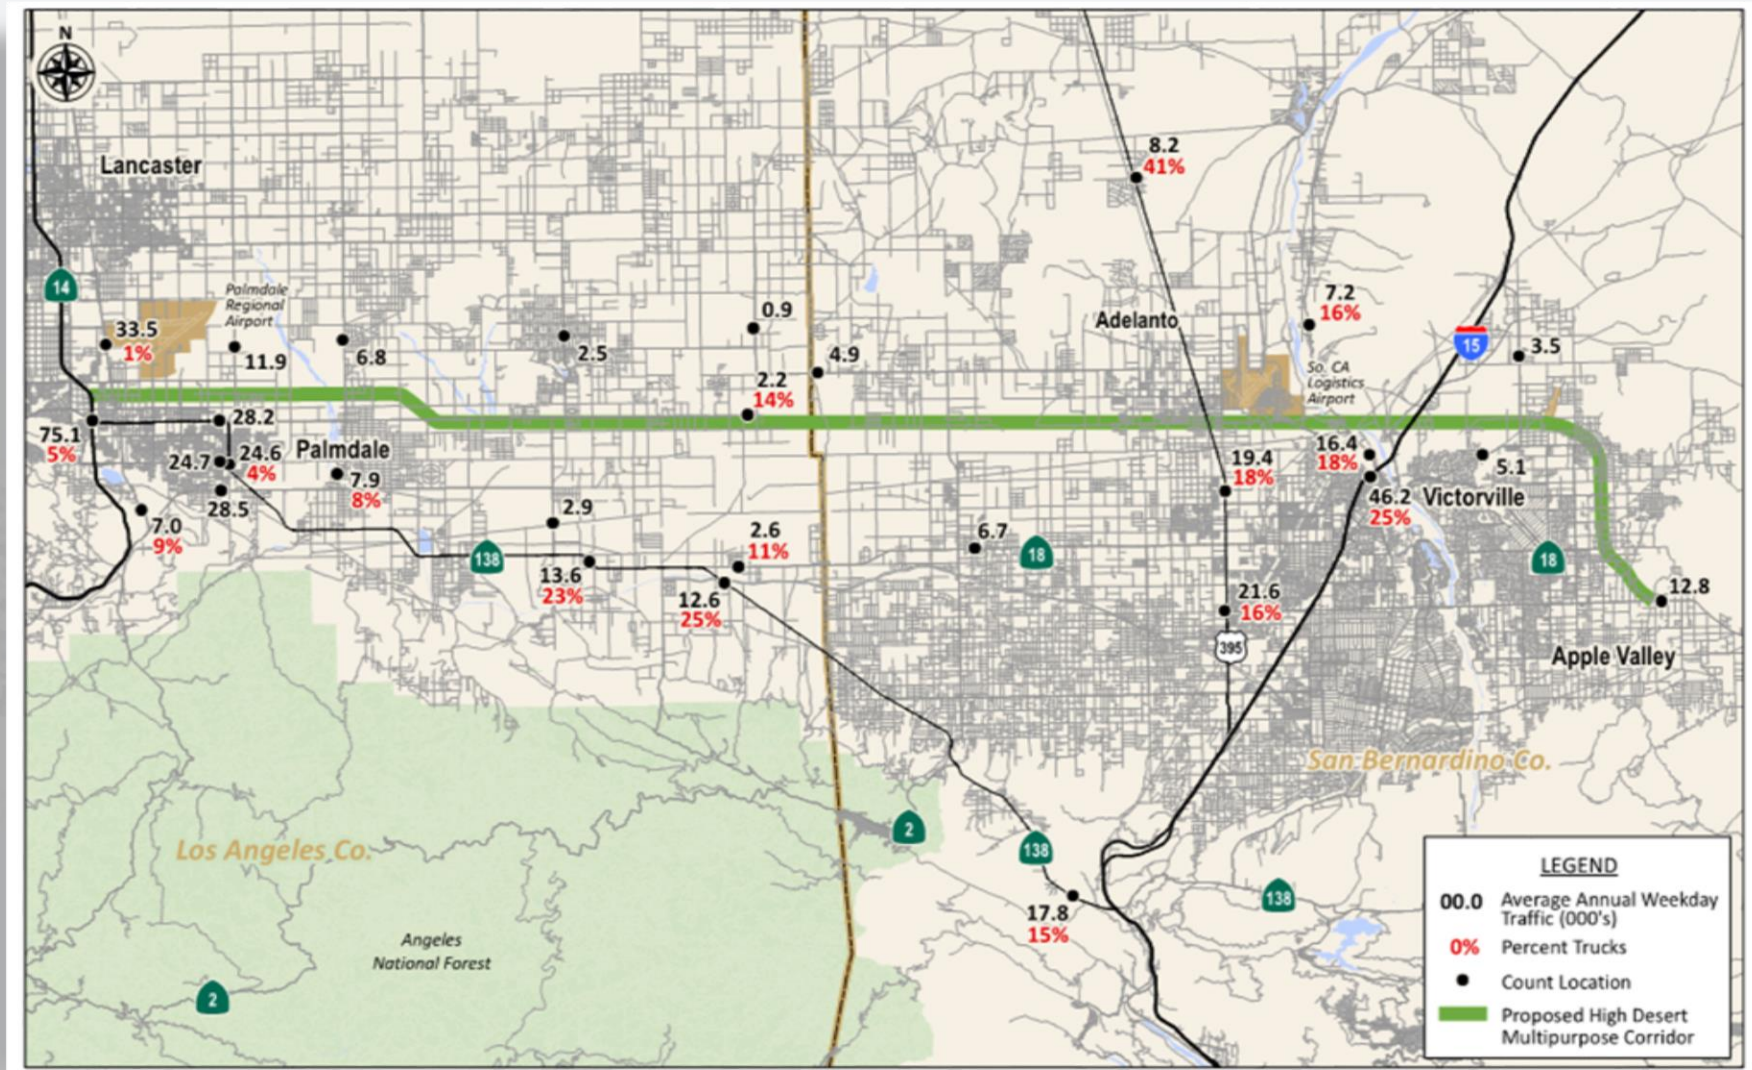 N
Lancaster
8.2
41%
14
Palmdale
Regional
Airport
33.5
1%
11.9
6.8
2.5
0.9
4.9
2.2
14%
Adelanto
7.2
16%
15
3.5
So. CA
Logistics
Airport
75.1
5%
28.2
24.7
24.6
4%
Palmdale
7.9
8%
28.5
7.0
9%
2.9
138
13.6
23%
2.6
11%
12.6
25%
6.7
18
19.4
18%
16.4
18%
46.2
25%
5.1
Victorville
18
21.6
16%
395
12.8
Apple Valley
San Bernardino Co.
Los Angeles Co.
2
138
138
17.8
15%
Angeles
National Forest
2
LEGEND
00.0 Average Annual Weekday
Traffic (000's)
0% Percent Trucks
Count Location
Proposed High Desert
Multipurpose Corridor